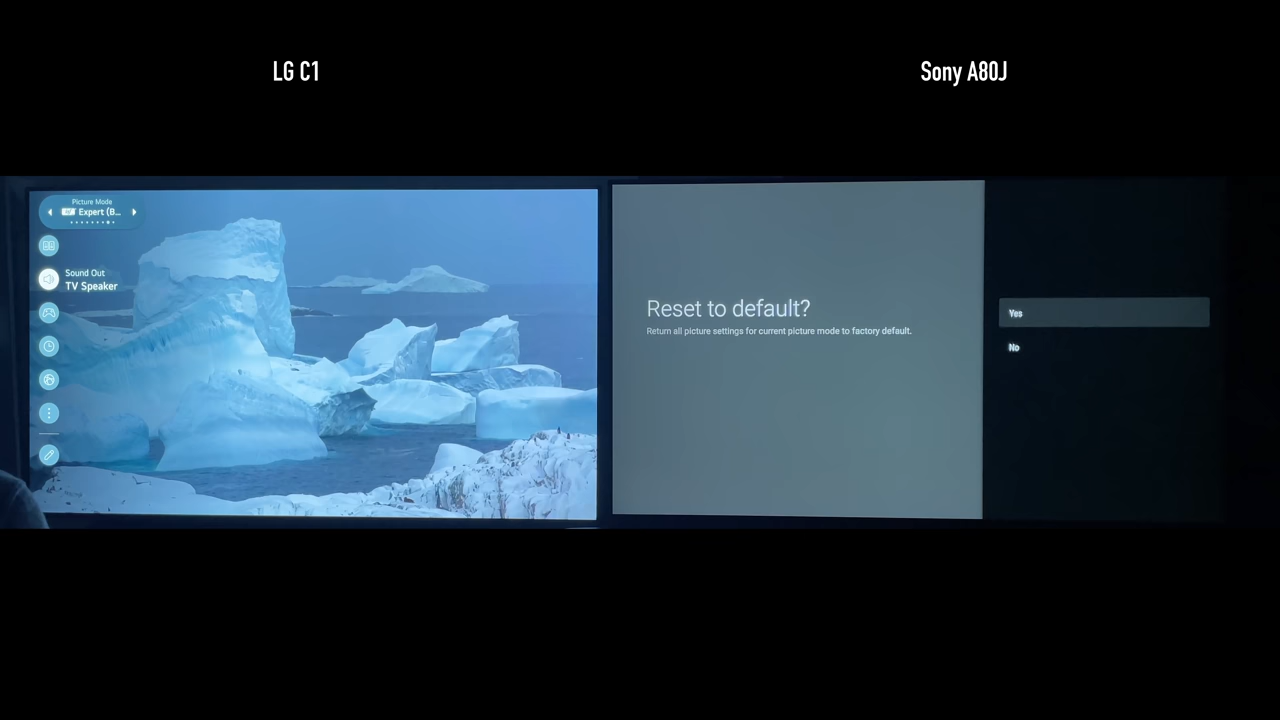 LG C1
Sony A80J
Picture Mode
Expert (B...
Sound Out
TV Speaker
Reset to default?
Return all picture settings for current picture mode to factory default.
Yes
No